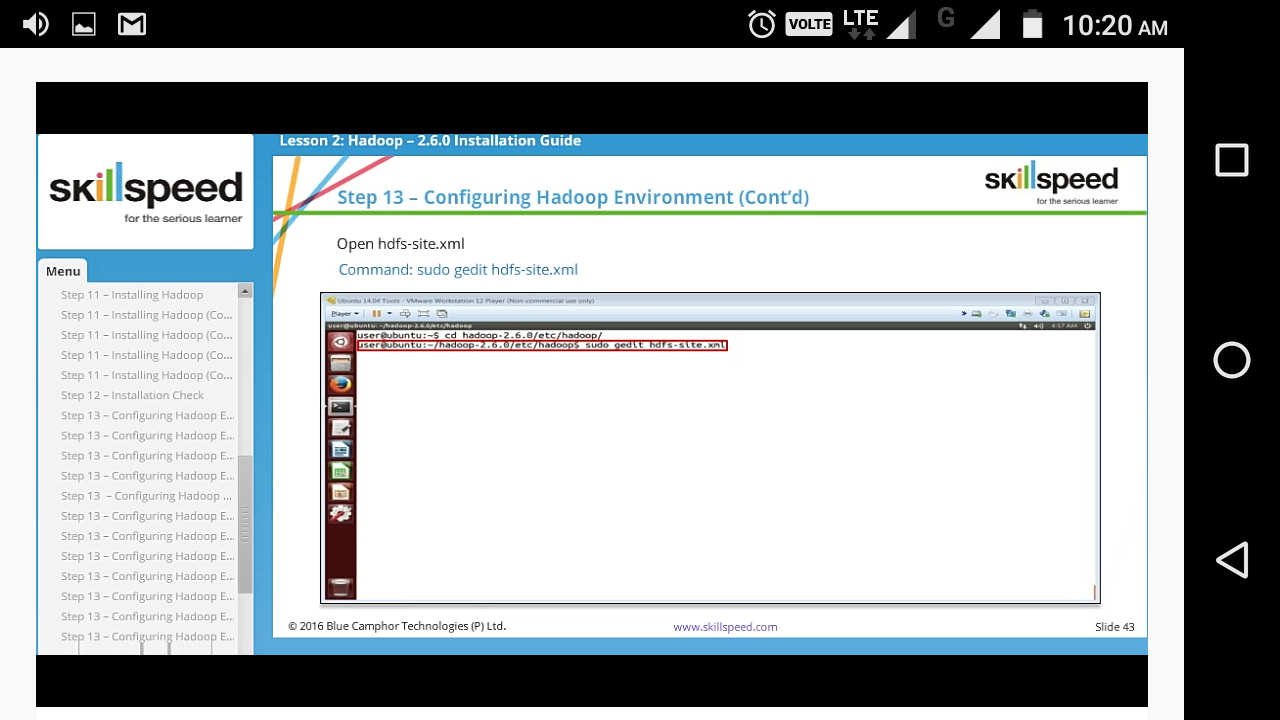 VOLTE LTE G 10:20 AM
Lesson 2: Hadoop – 2.6.0 Installation Guide
skillspeed
for the serious learner
Step 13 – Configuring Hadoop Environment (Cont'd)
skillspeed
for the serious learner
Menu
Step 11 – Installing Hadoop
Step 11 – Installing Hadoop (Co...
Step 11 – Installing Hadoop (Co...
Step 11 – Installing Hadoop (Co...
Step 11 – Installing Hadoop (Co...
Step 12 – Installation Check
Step 13 – Configuring Hadoop E...
Step 13 – Configuring Hadoop E...
Step 13 – Configuring Hadoop E...
Step 13 – Configuring Hadoop E...
Step 13  – Configuring Hadoop ...
Step 13 – Configuring Hadoop E...
Step 13 – Configuring Hadoop E...
Step 13 – Configuring Hadoop E...
Step 13 – Configuring Hadoop E...
Step 13 – Configuring Hadoop E...
Step 13 – Configuring Hadoop E...
Step 13 – Configuring Hadoop E...
Open hdfs-site.xml
Command: sudo gedit hdfs-site.xml
Ubuntu 14.04 Tools - VMware Workstation 12 Player (Non-commercial use only)
Player
user@ubuntu: ~/hadoop-2.6.0/etc/hadoop 4:57 AM
user@ubuntu:~$ cd hadoop-2.6.0/etc/hadoop/
user@ubuntu:~/hadoop-2.6.0/etc/hadoop$ sudo gedit hdfs-site.xml
© 2016 Blue Camphor Technologies (P) Ltd. www.skillspeed.com Slide 43